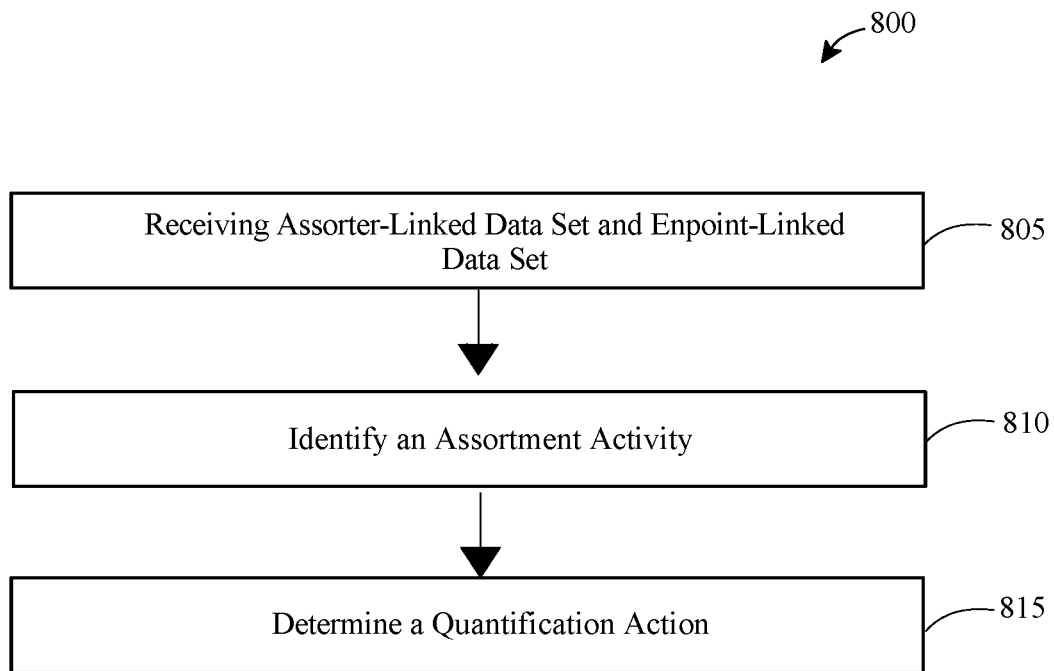 800
Receiving Assorter-Linked Data Set and Enpoint-Linked
Data Set
805
Identify an Assortment Activity
810
Determine a Quantification Action
815